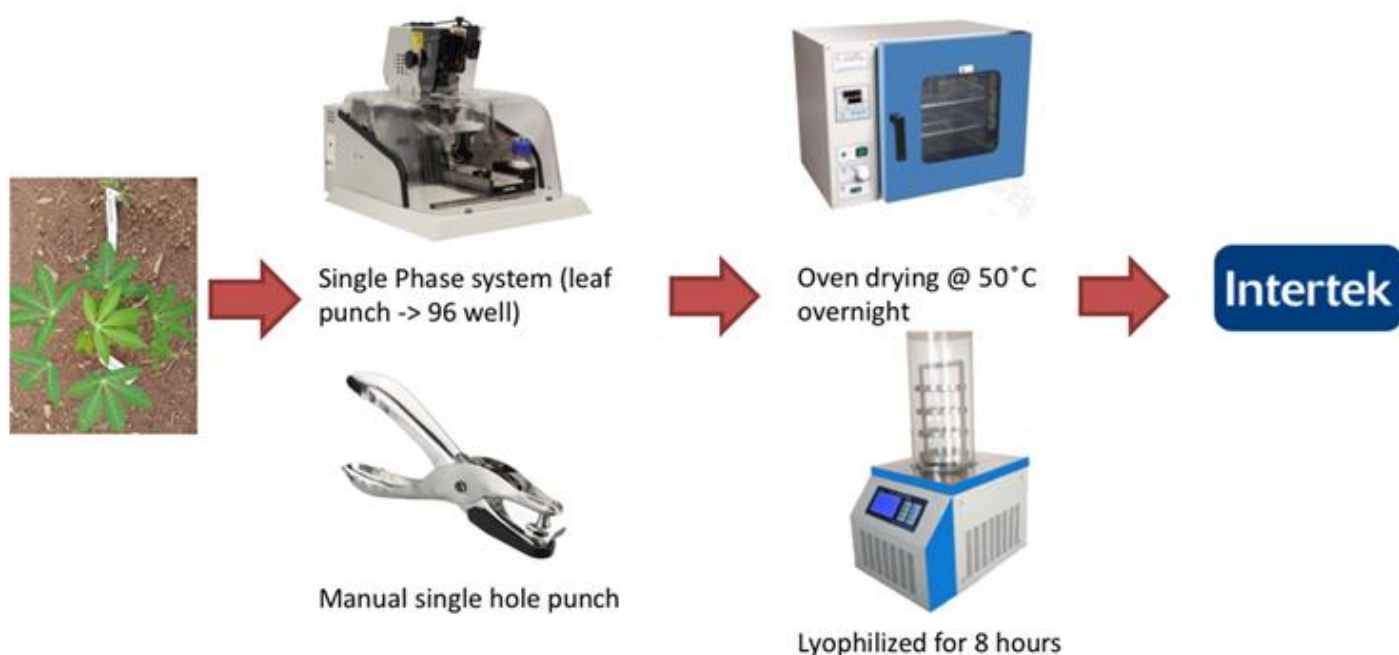 Single Phase system (leaf
punch -> 96 well)
Manual single hole punch
Oven drying @ 50˚C
overnight
Lyophilized for 8 hours
Intertek